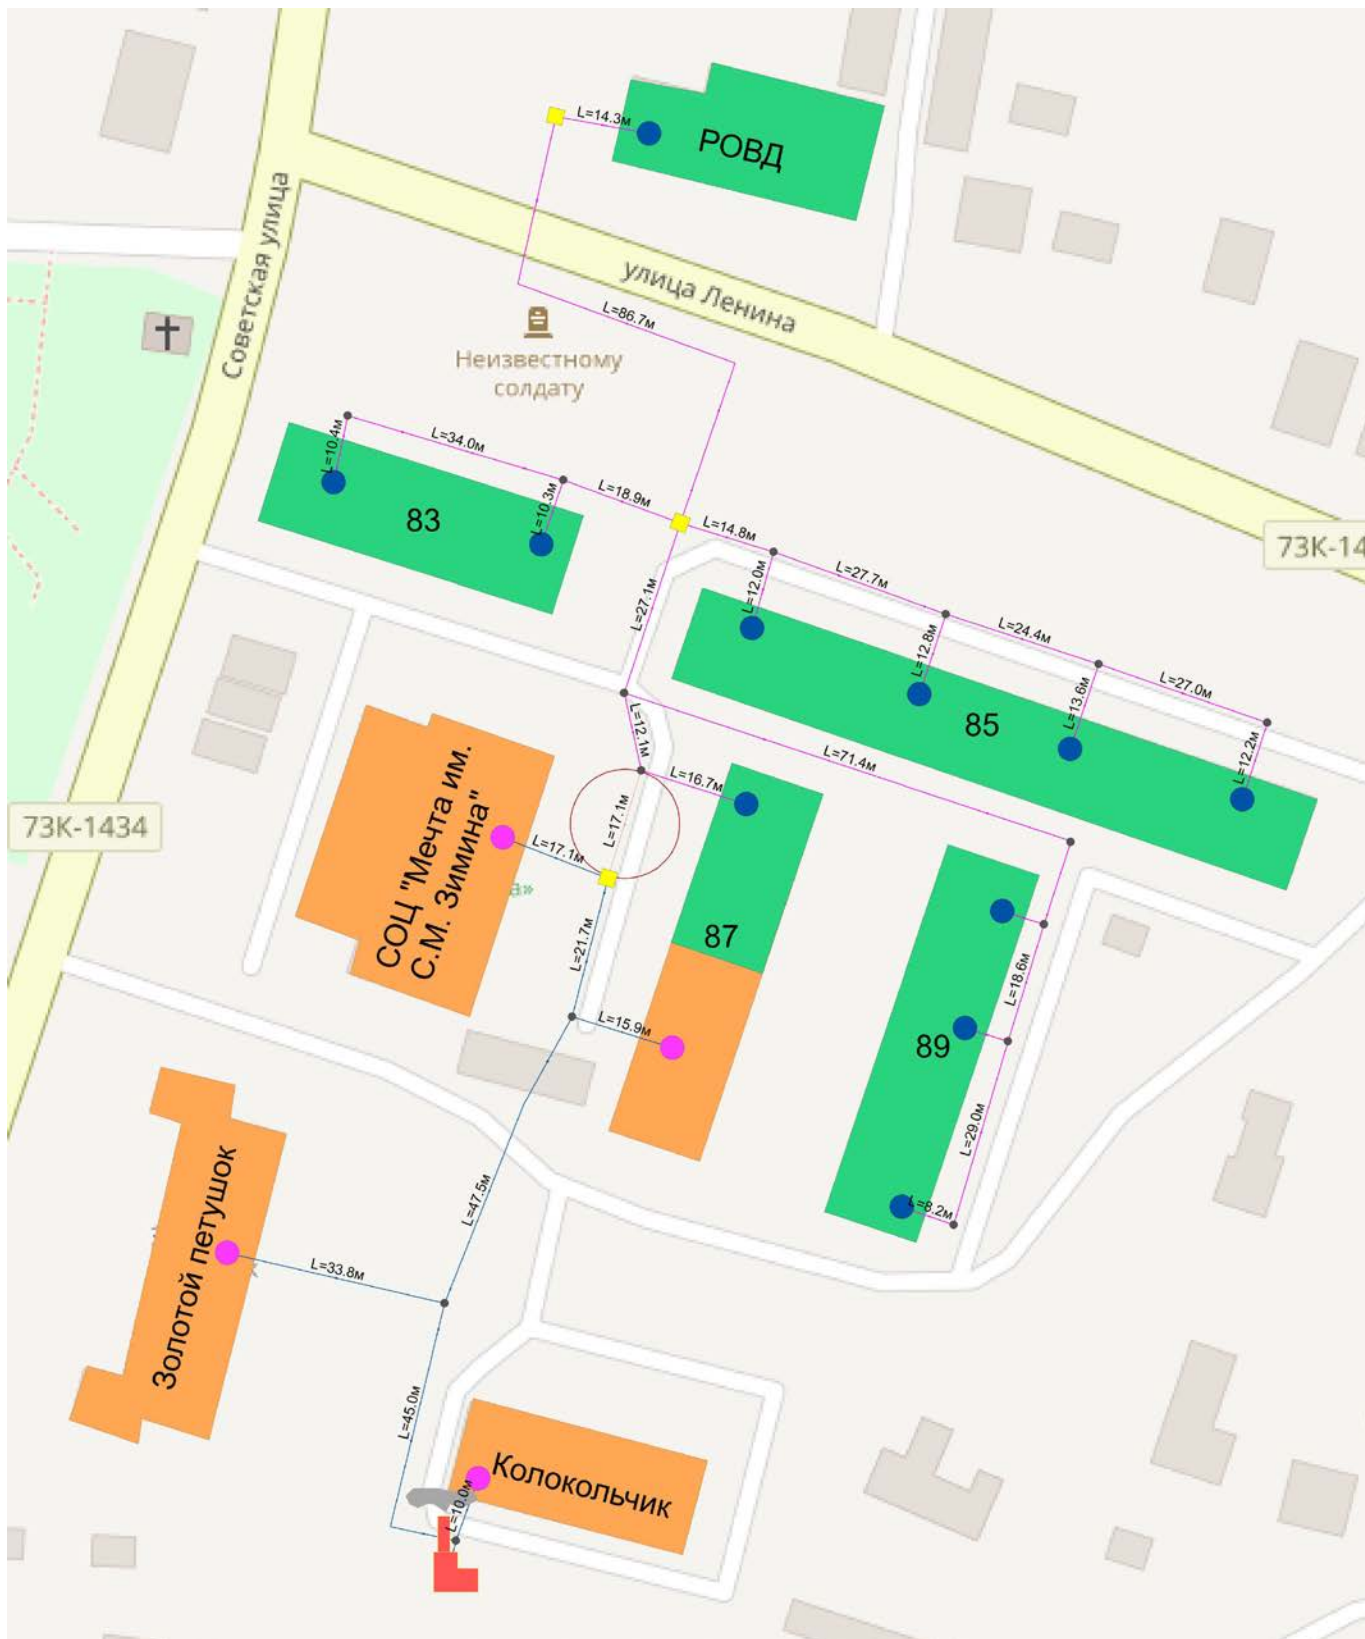 L=14.3м
РОВД
Советская улица
улица Ленина
L=86.7м
Неизвестному
солдату
L=10.4м
L=34.0м
L=10.3м
L=18.9м
83
L=14.8м
L=12.0м
L=27.7м
73К-14
L=27.1м
L=12.8м
L=24.4м
L=13.6м
L=27.0м
L=12.2м
85
L=12.1м
L=71.4м
L=16.7м
L=17.1м
73К-1434
СОЦ "Мечта им.
С.М. Зимина"
L=17.1м
а»
87
L=21.7м
L=15.9м
L=18.6м
89
L=29.0м
L=8.2м
L=47.5м
Золотой петушок
L=33.8м
L=45.0м
Колокольчик
L=10.0м